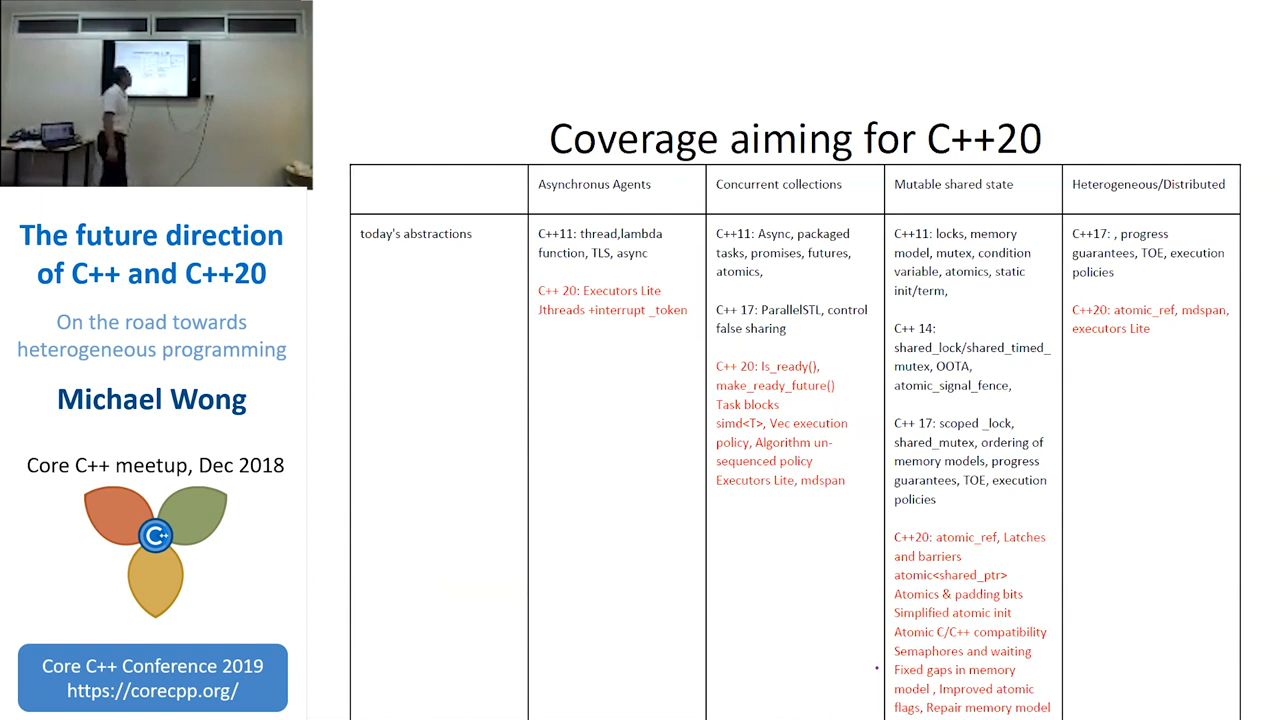 The future direction
of C++ and C++20
On the road towards
heterogeneous programming
Michael Wong
Core C++ meetup, Dec 2018
C++
Core C++ Conference 2019
https://corecpp.org/
Coverage aiming for C++20
Asynchronus Agents
Concurrent collections
Mutable shared state
Heterogeneous/Distributed
today's abstractions
C++11: thread,lambda
function, TLS, async
C++ 20: Executors Lite
Jthreads +interrupt _token
C++11: Async, packaged
tasks, promises, futures,
atomics,
C++ 17: ParallelSTL, control
false sharing
C++ 20: Is_ready(),
make_ready_future()
Task blocks
simd<T>, Vec execution
policy, Algorithm un-
sequenced policy
Executors Lite, mdspan
C++11: locks, memory
model, mutex, condition
variable, atomics, static
init/term,
C++ 14:
shared_lock/shared_timed_
mutex, OOTA,
atomic_signal_fence,
C++ 17: scoped _lock,
shared_mutex, ordering of
memory models, progress
guarantees, TOE, execution
policies
C++20: atomic_ref, Latches
and barriers
atomic<shared_ptr>
Atomics & padding bits
Simplified atomic init
Atomic C/C++ compatibility
Semaphores and waiting
Fixed gaps in memory
model , Improved atomic
flags, Repair memory model
C++17: , progress
guarantees, TOE, execution
policies
C++20: atomic_ref, mdspan,
executors Lite